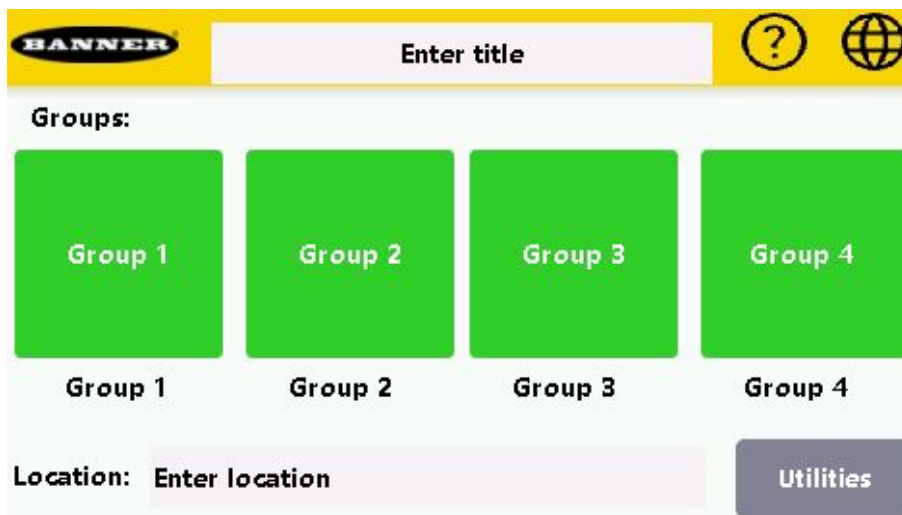 BANNER
Enter title
?
Groups:
Group 1 Group 2 Group 3 Group 4
Group 1 Group 2 Group 3 Group 4
Location: Enter location
Utilities